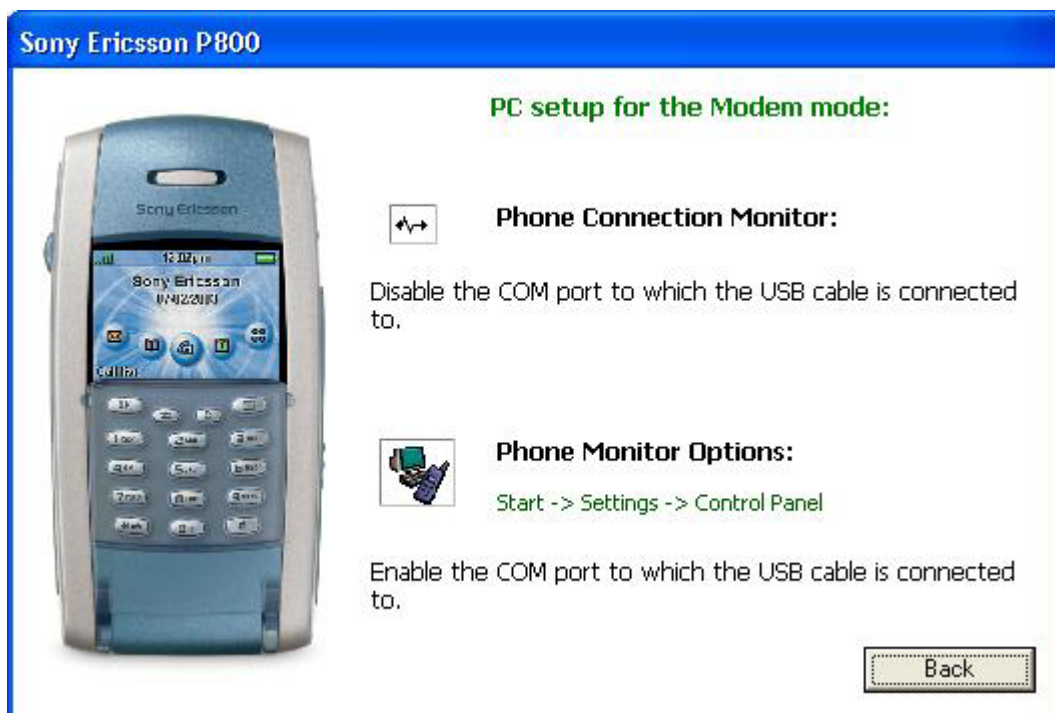 Sony Ericsson P800
PC setup for the Modem mode:
Sony Ericsson
12:02pm
Sony Ericsson
Phone Connection Monitor:
Disable the COM port to which the USB cable is connected
to.
Phone Monitor Options:
Start -> Settings -> Control Panel
Enable the COM port to which the USB cable is connected
to.
Back